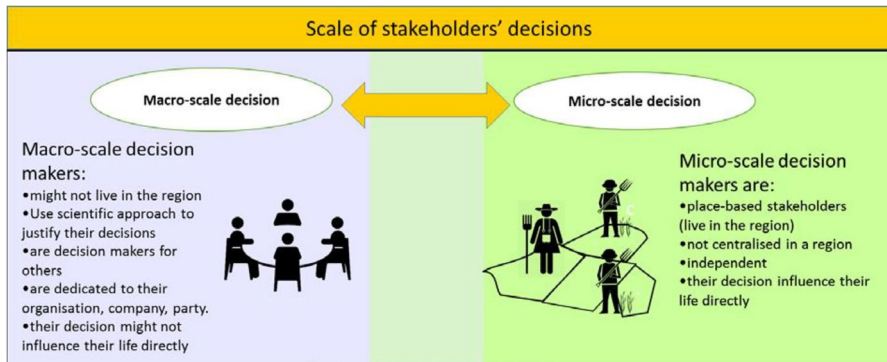 Scale of stakeholders' decisions
Macro-scale decision
Micro-scale decision
Macro-scale decision
makers:
•might not live in the region
•Use scientific approach to
justify their decisions
•are decision makers for
others
•are dedicated to their
organisation, company, party.
•their decision might not
influence their life directly
Micro-scale decision
makers are:
•place-based stakeholders
(live in the region)
•not centralised in a region
•independent
•their decision influence their
life directly